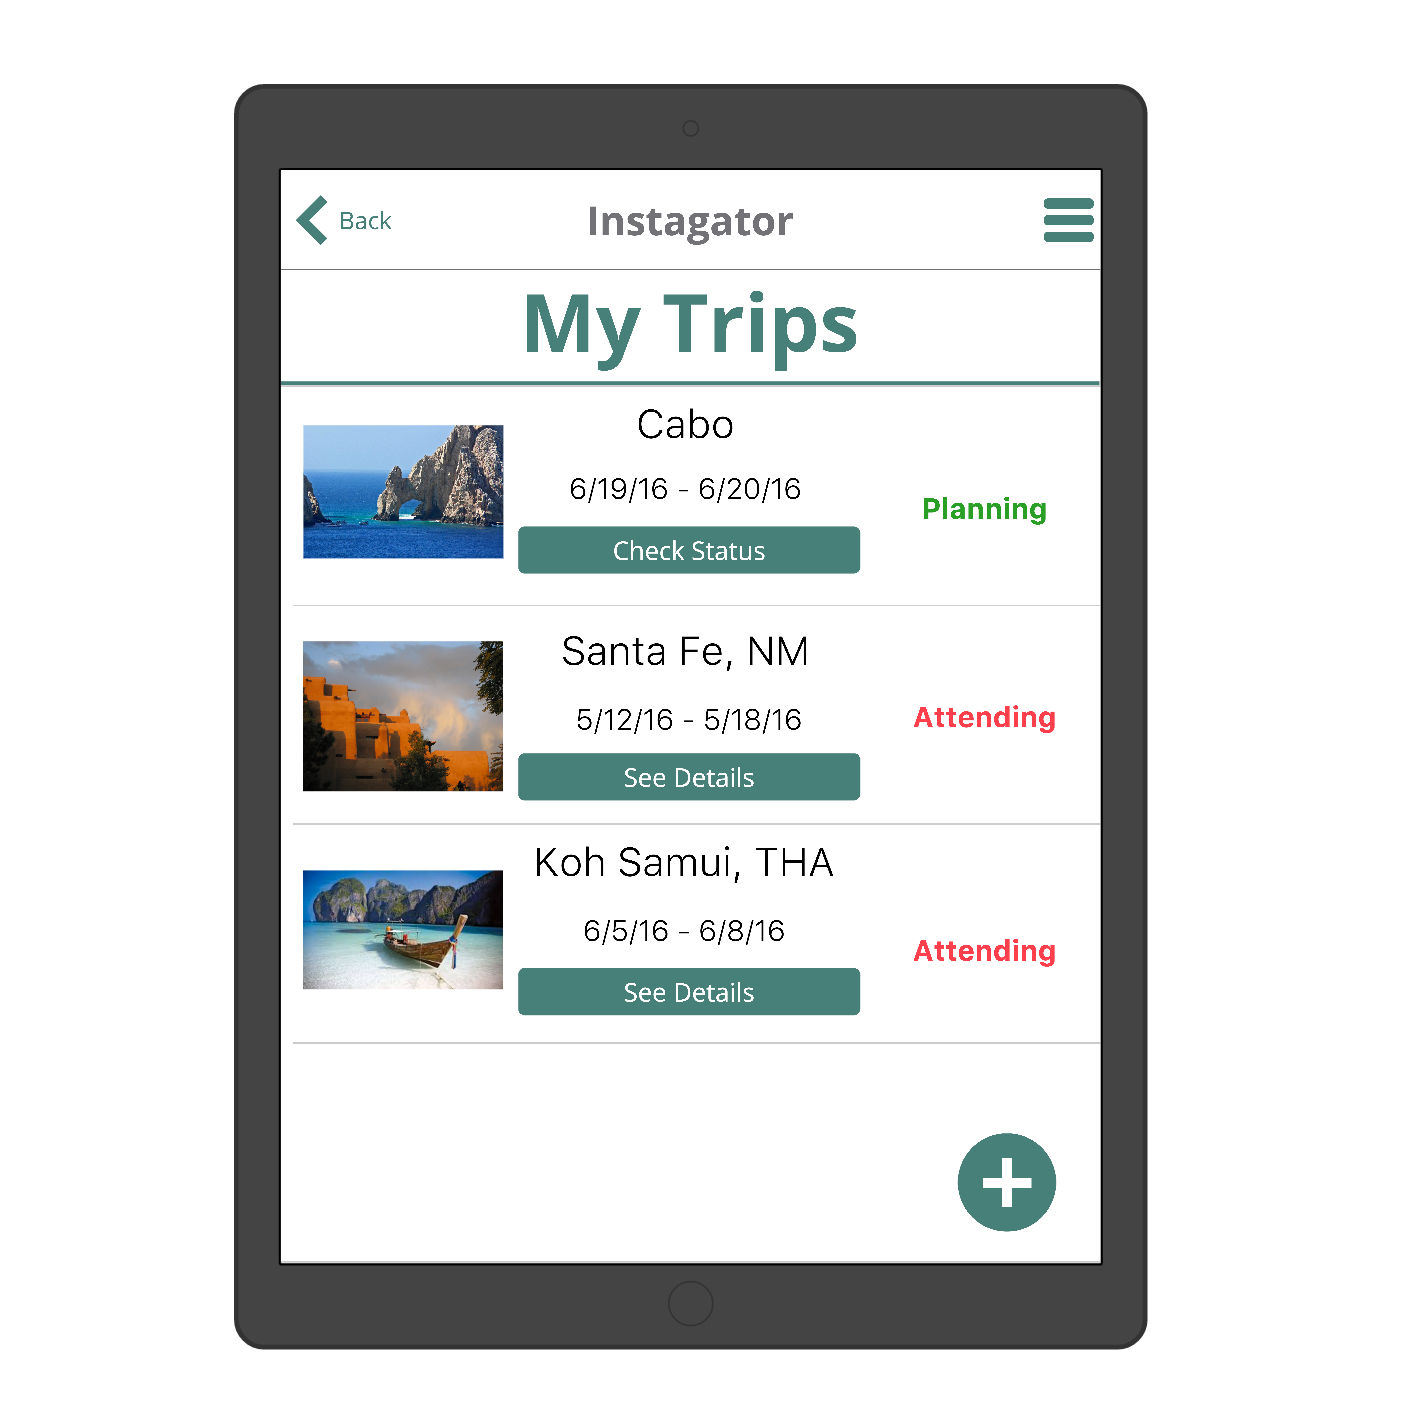 Back
Instagator
My Trips
Cabo
6/19/16 - 6/20/16
Planning
Check Status
Santa Fe, NM
5/12/16 - 5/18/16
Attending
See Details
Koh Samui, THA
6/5/16 - 6/8/16
Attending
See Details